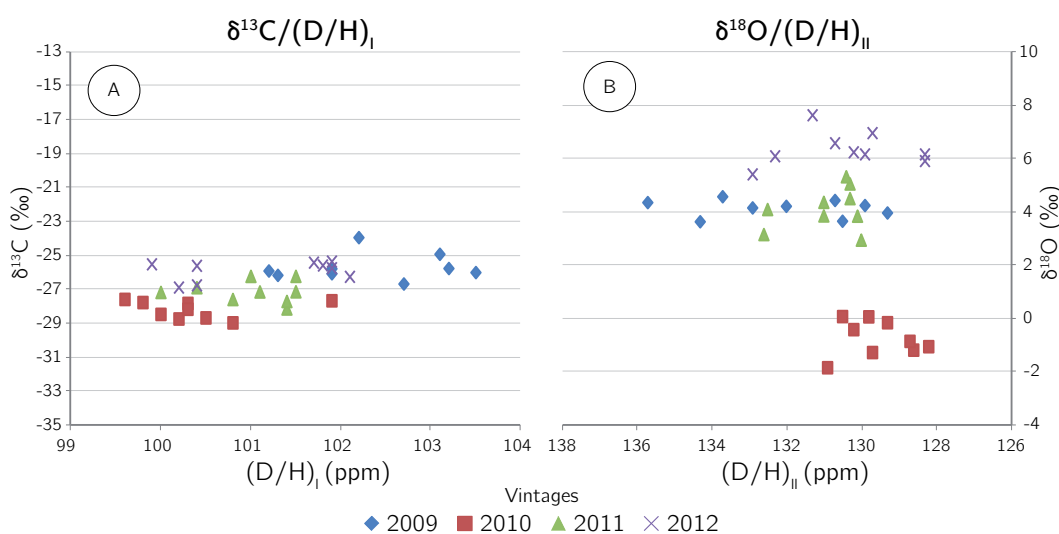 δ¹³C/(D/H)I
-13
-15
-17
-19
-21
-23
-25
-27
-29
-31
-33
-35
A
δ¹³C (‰)
99 100 101 102 103 104
(D/H)I (ppm)
δ¹⁸O/(D/H)II
B
10
8
6
4
2
0
-2
-4
δ¹⁸O (‰)
138 136 134 132 130 128 126
(D/H)II (ppm)
Vintages
2009 2010 2011 2012